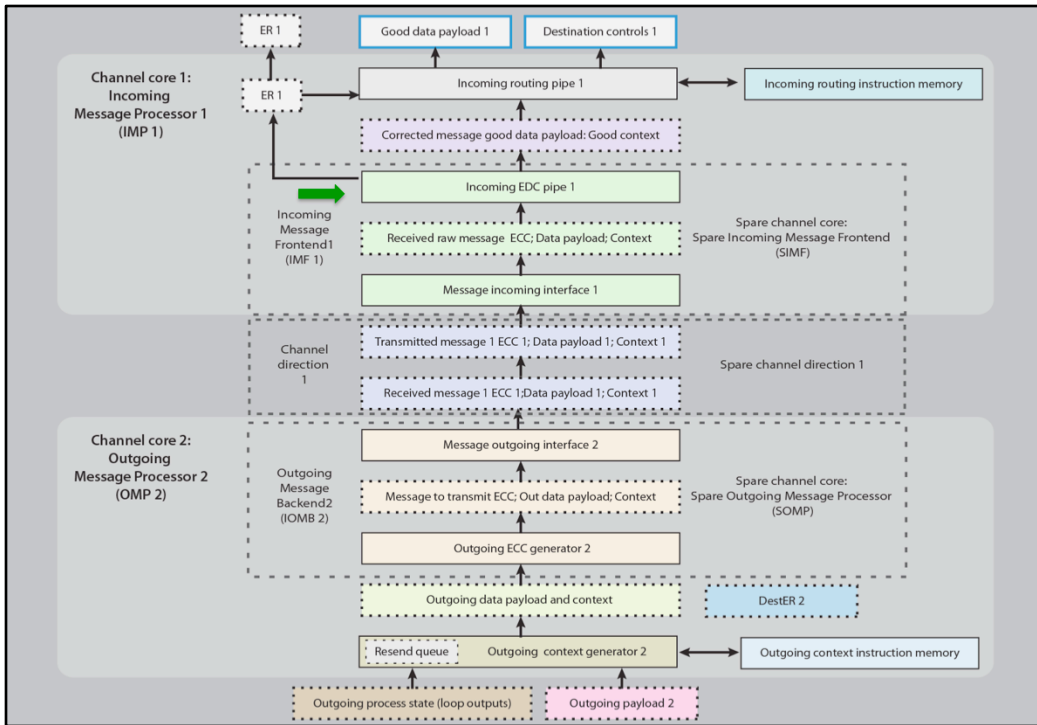 ER 1
Good data payload 1
Destination controls 1
Channel core 1:
Incoming
Message Processor 1
(IMP 1)
ER 1
Incoming routing pipe 1
Incoming routing instruction memory
Corrected message good data payload: Good context
Incoming EDC pipe 1
Incoming
Message
Frontend1
(IMF 1)
Received raw message ECC; Data payload; Context
Spare channel core:
Spare Incoming Message Frontend
(SIMF)
Message incoming interface 1
Channel
direction
1
Transmitted message 1 ECC 1; Data payload 1; Context 1
Spare channel direction 1
Received message 1 ECC 1;Data payload 1; Context 1
Channel core 2:
Outgoing
Message Processor 2
(OMP 2)
Message outgoing interface 2
Outgoing
Message
Backend2
(IOMB 2)
Message to transmit ECC; Out data payload; Context
Spare channel core:
Spare Outgoing Message Processor
(SOMP)
Outgoing ECC generator 2
Outgoing data payload and context
DestER 2
Resend queue
Outgoing context generator 2
Outgoing context instruction memory
Outgoing process state (loop outputs)
Outgoing payload 2